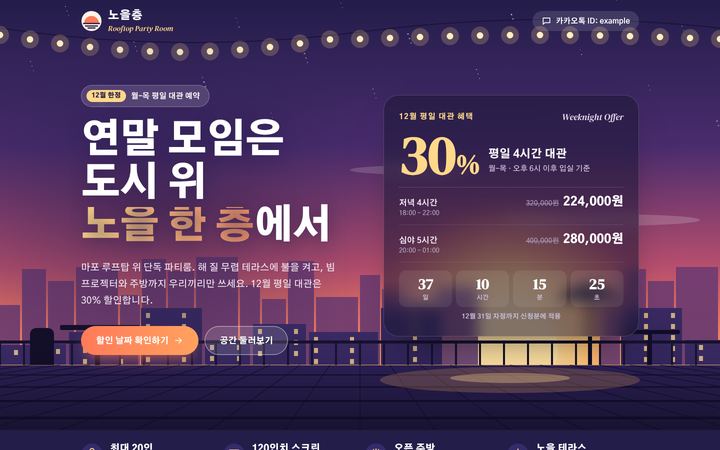 노을층
Rooftop Party Room
카카오톡 ID: example
12월 한정 월–목 평일 대관 예약
연말 모임은
도시 위
노을 한 층에서
마포 루프탑 위 단독 파티룸. 해 질 무렵 테라스에 불을 켜고, 빔
프로젝터와 주방까지 우리끼리만 쓰세요. 12월 평일 대관은
30% 할인합니다.
할인 날짜 확인하기 →
공간 둘러보기
12월 평일 대관 혜택
Weeknight Offer
30%
평일 4시간 대관
월–목 · 오후 6시 이후 입실 기준
저녁 4시간
18:00 – 22:00
320,000원 224,000원
심야 5시간
20:00 – 01:00
400,000원 280,000원
37 10 15 25
일 시간 분 초
12월 31일 자정까지 신청분에 적용
최대 20인
120인치 스크린
오픈 주방
노을 테라스